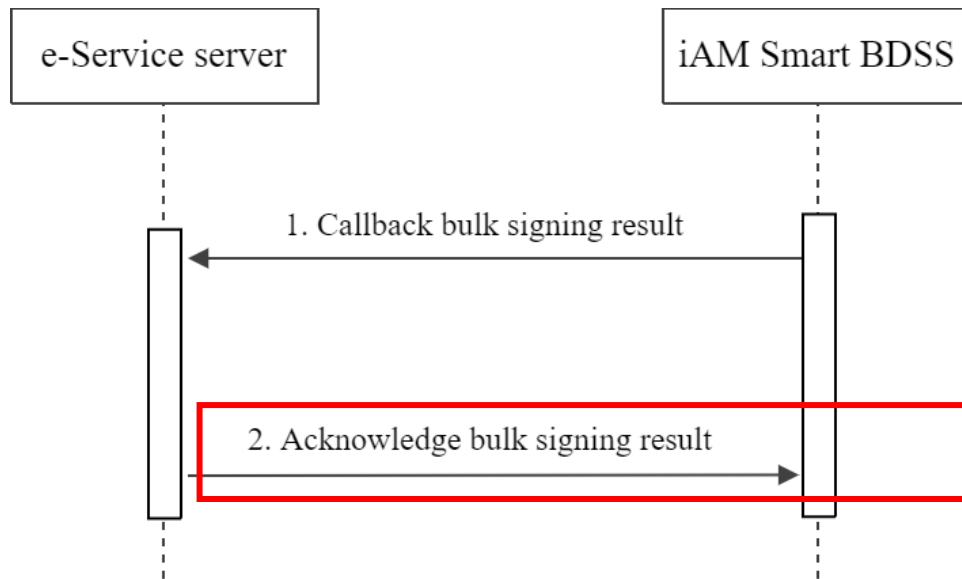 e-Service server
iAM Smart BDSS
1. Callback bulk signing result
2. Acknowledge bulk signing result